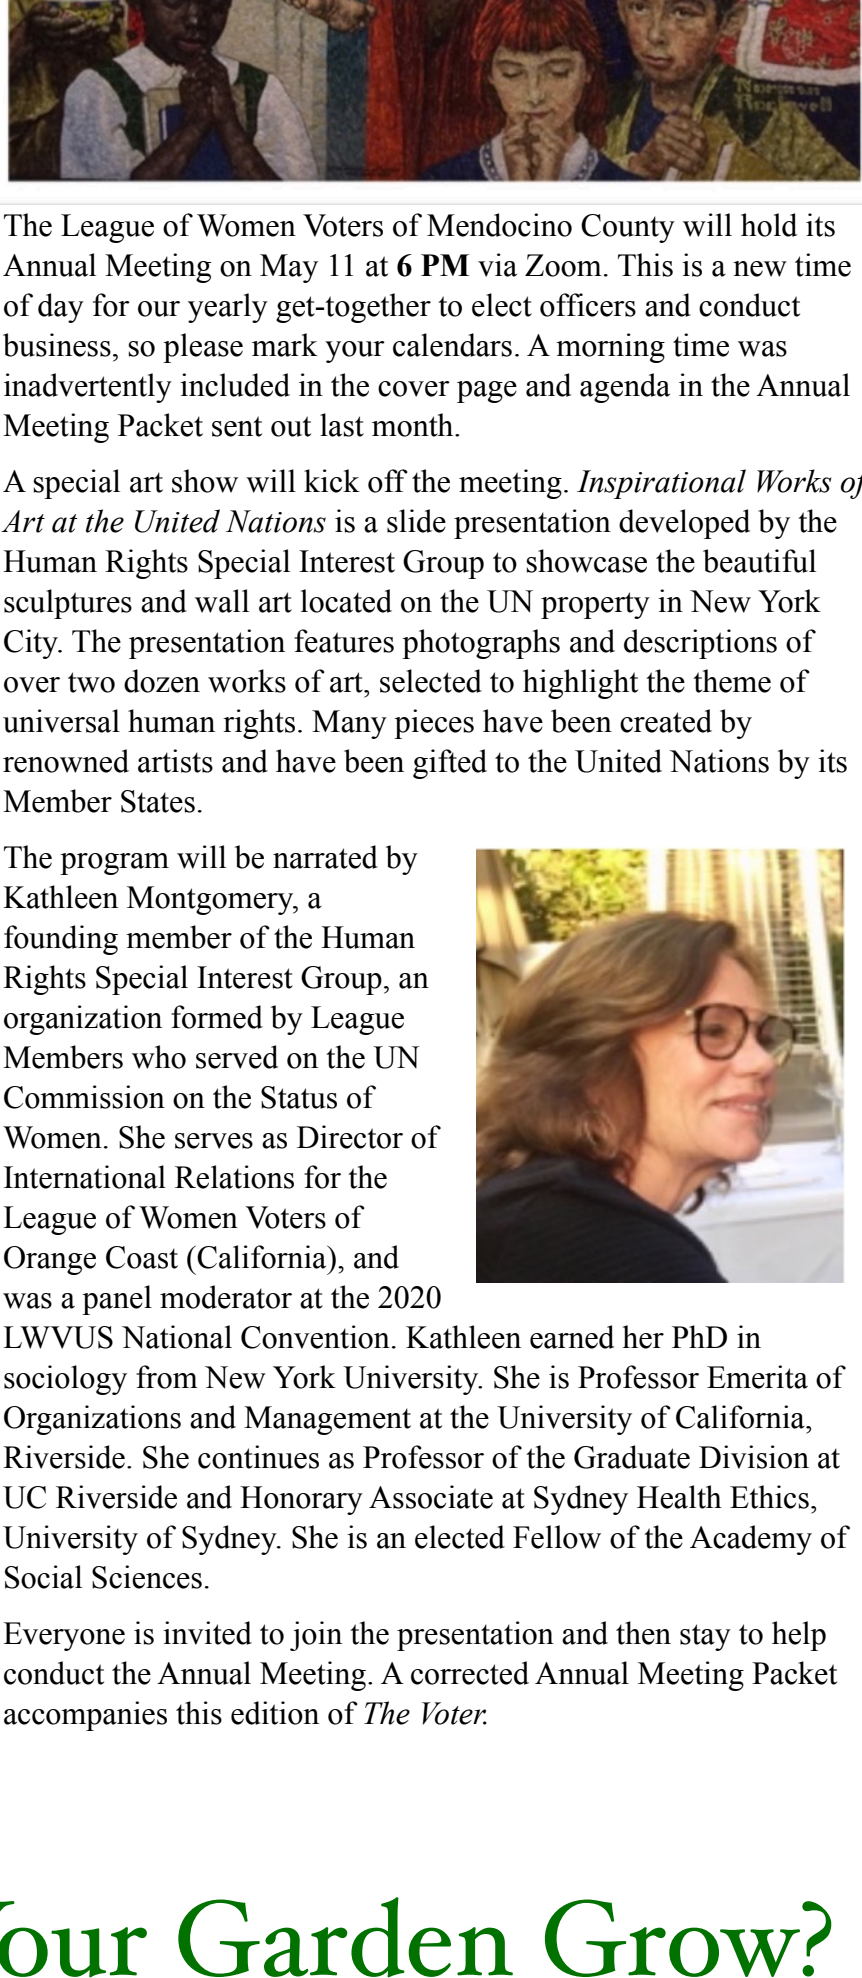 Norman
Rockwell
The League of Women Voters of Mendocino County will hold its
Annual Meeting on May 11 at 6 PM via Zoom. This is a new time
of day for our yearly get-together to elect officers and conduct
business, so please mark your calendars. A morning time was
inadvertently included in the cover page and agenda in the Annual
Meeting Packet sent out last month.
A special art show will kick off the meeting. Inspirational Works of
Art at the United Nations is a slide presentation developed by the
Human Rights Special Interest Group to showcase the beautiful
sculptures and wall art located on the UN property in New York
City. The presentation features photographs and descriptions of
over two dozen works of art, selected to highlight the theme of
universal human rights. Many pieces have been created by
renowned artists and have been gifted to the United Nations by its
Member States.
The program will be narrated by
Kathleen Montgomery, a
founding member of the Human
Rights Special Interest Group, an
organization formed by League
Members who served on the UN
Commission on the Status of
Women. She serves as Director of
International Relations for the
League of Women Voters of
Orange Coast (California), and
was a panel moderator at the 2020
LWVUS National Convention. Kathleen earned her PhD in
sociology from New York University. She is Professor Emerita of
Organizations and Management at the University of California,
Riverside. She continues as Professor of the Graduate Division at
UC Riverside and Honorary Associate at Sydney Health Ethics,
University of Sydney. She is an elected Fellow of the Academy of
Social Sciences.
Everyone is invited to join the presentation and then stay to help
conduct the Annual Meeting. A corrected Annual Meeting Packet
accompanies this edition of The Voter.
Your Garden Grow?